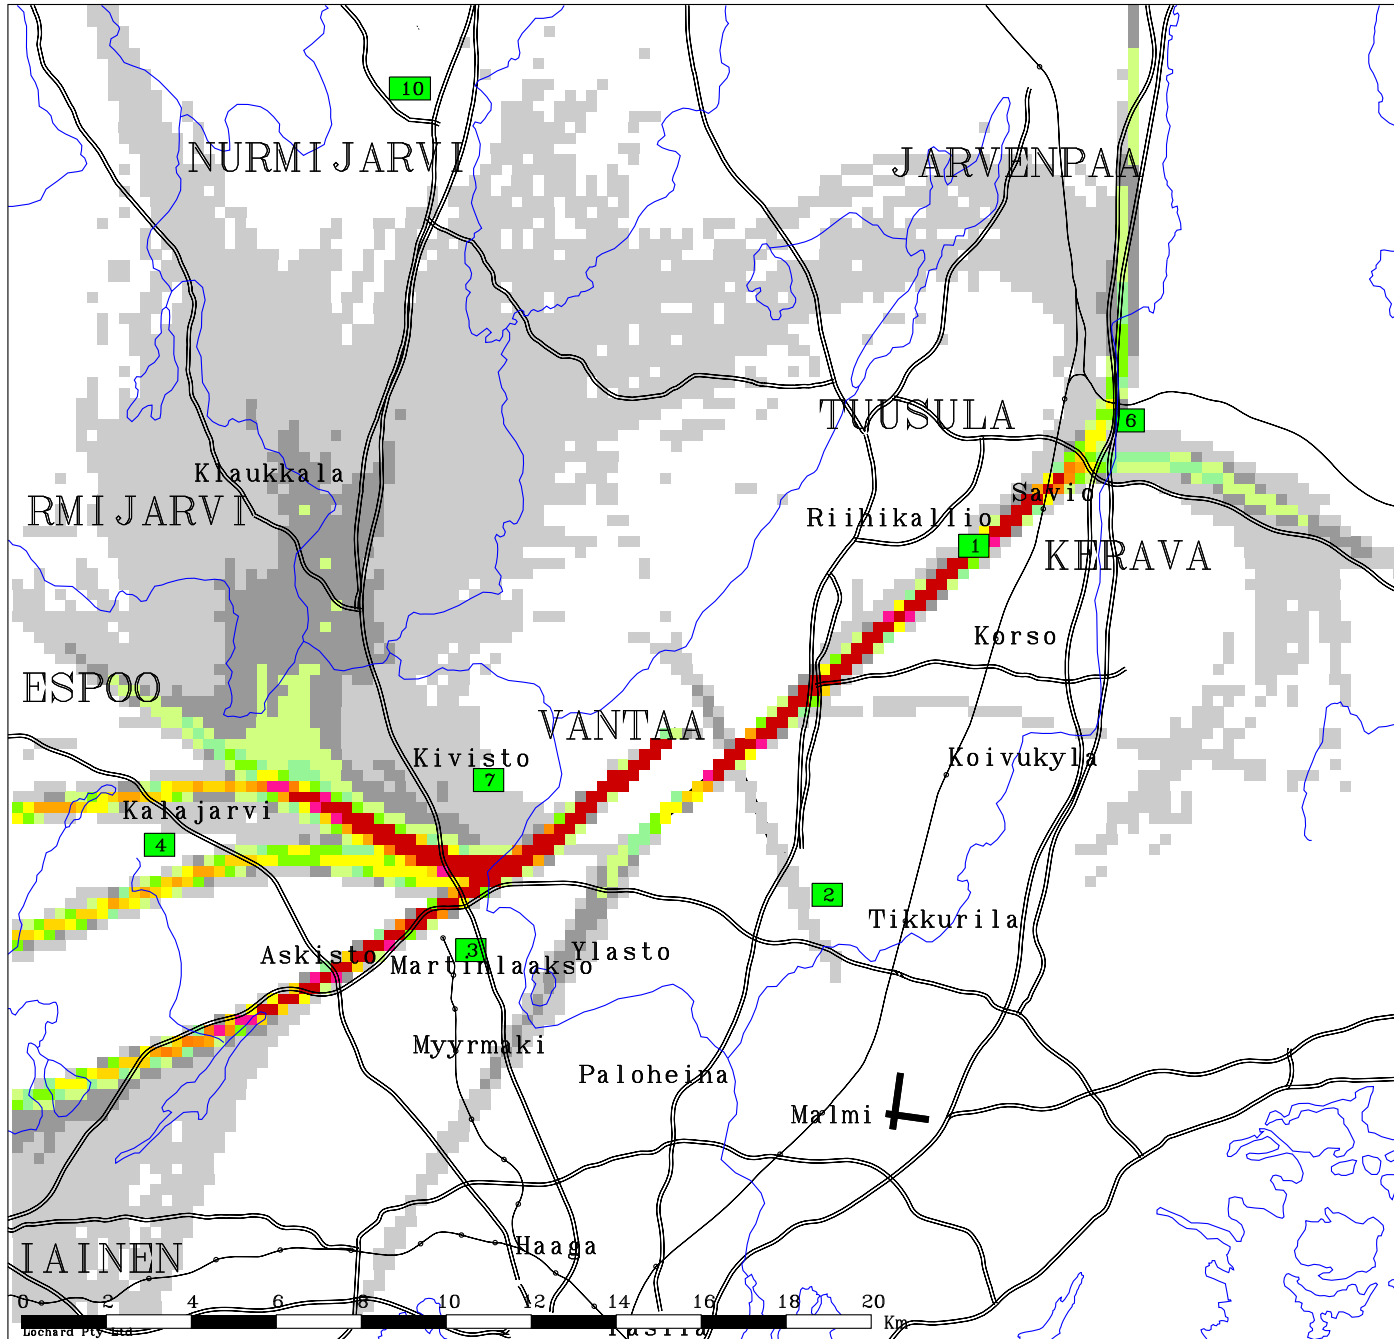 10
NURMIJARVI
JARVENPAA
TUUSULA
6
Klaukkala
Savio
RMIJARVI
Riihikallio
1
KERAVA
Korso
ESPOO
VANTAA
Kivisto
Koivukyla
7
Kalajarvi
4
2
Tikkurila
Askisto
3
Ylasto
Martinlaakso
Myyrmaki
Paloheina
Malmi
Haaga
IAINEN
0 2 4 6 8 10 12 14 16 18 20
Km
Lochard Pty Ltd